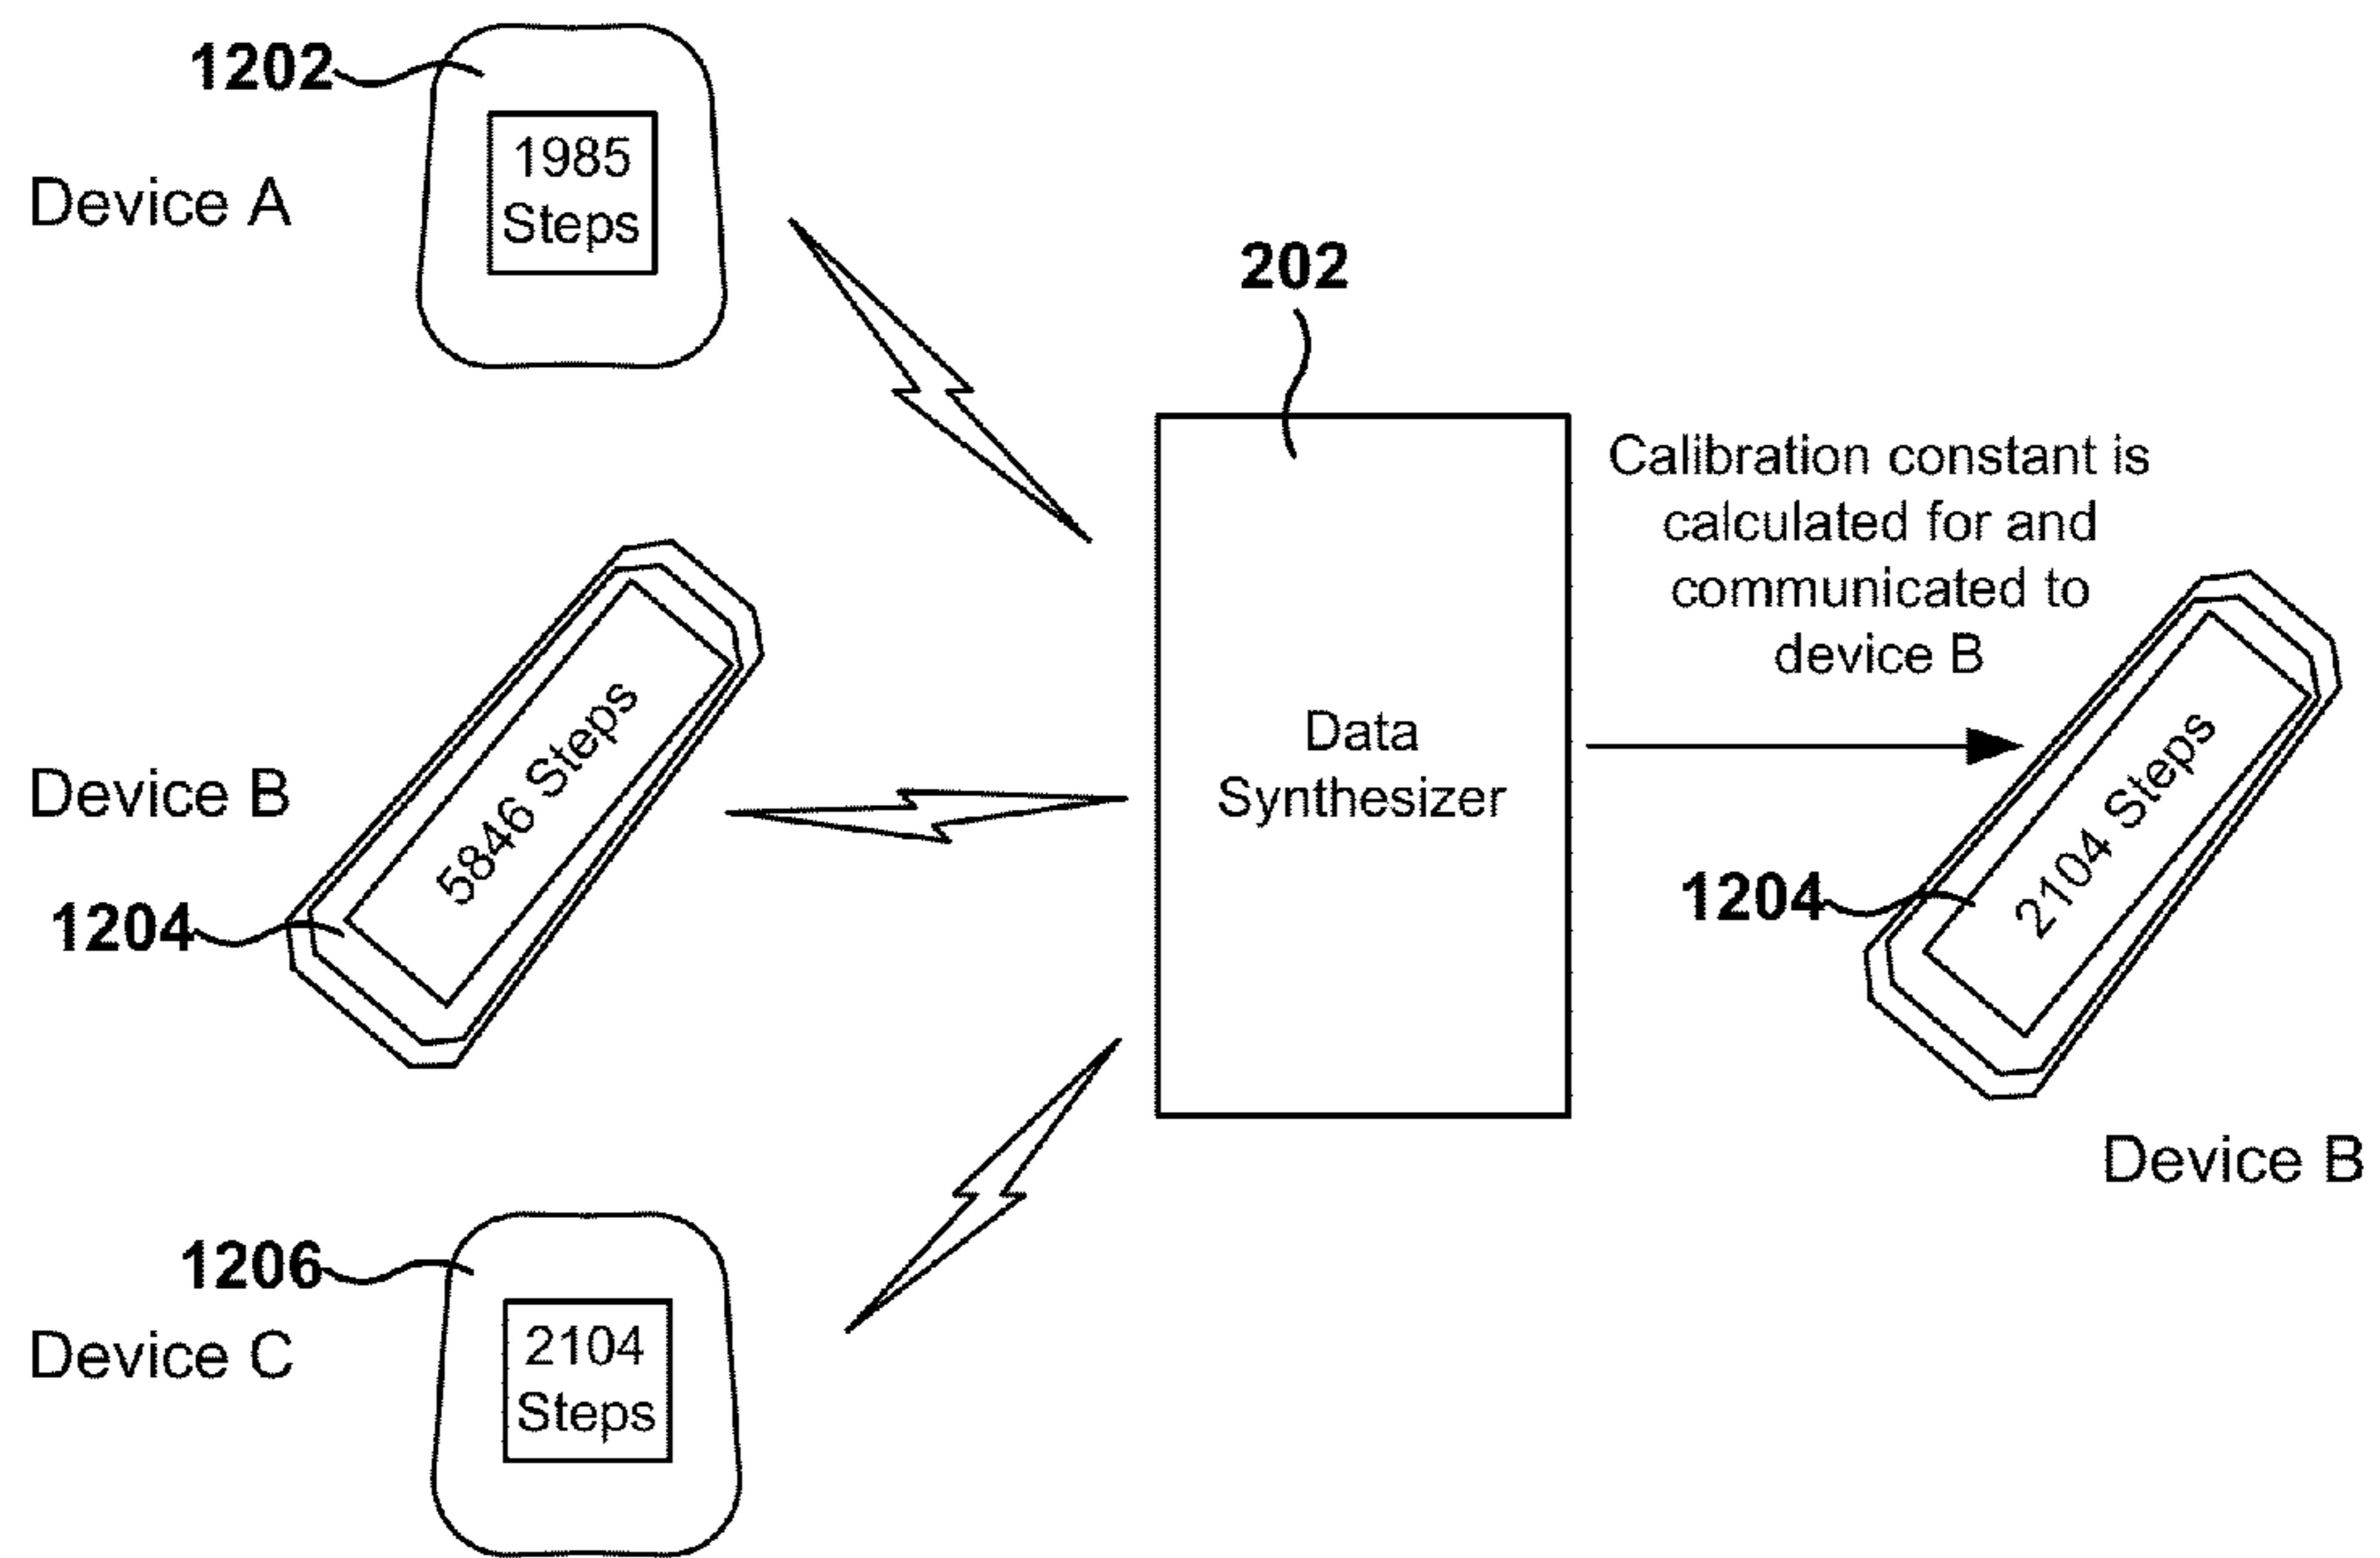 1202
Device A
1985
Steps
202
Calibration constant is
calculated for and
communicated to
device B
Device B
5846 Steps
1204
Data
Synthesizer
2104 Steps
1204
Device B
1206
Device C
2104
Steps